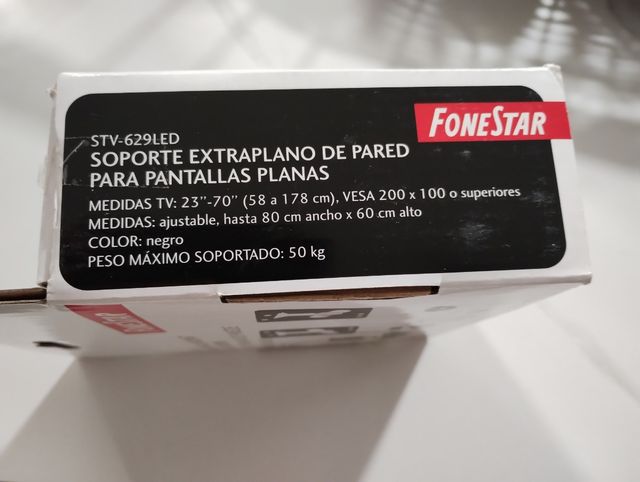 FONESTAR
STV-629LED
SOPORTE EXTRAPLANO DE PARED
PARA PANTALLAS PLANAS
MEDIDAS TV: 23’’-70’’ (58 a 178 cm), VESA 200 x 100 o superiores
MEDIDAS: ajustable, hasta 80 cm ancho x 60 cm alto
COLOR: negro
PESO MÁXIMO SOPORTADO: 50 kg